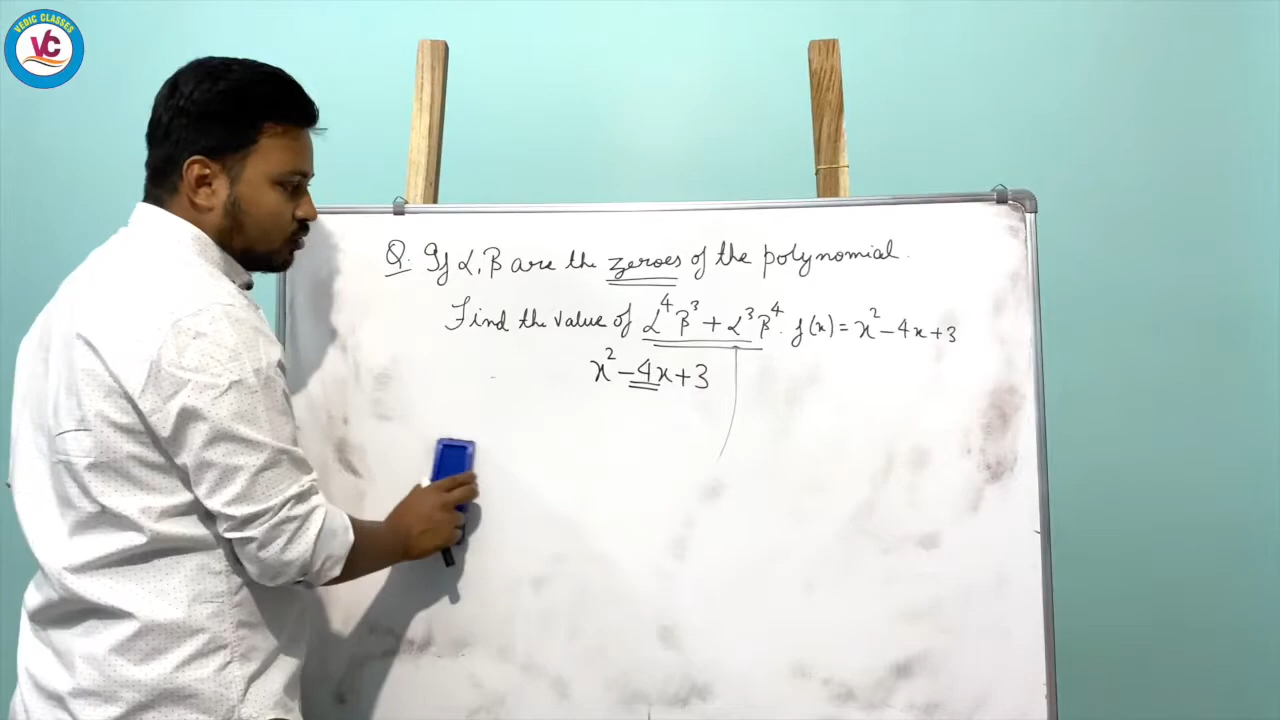 VEDIC CLASSES
VC
Q. If α, β are the zeroes of the polynomial.
Find the value of α⁴β³ + α³β⁴. f(x) = x² - 4x + 3
x² - 4x + 3